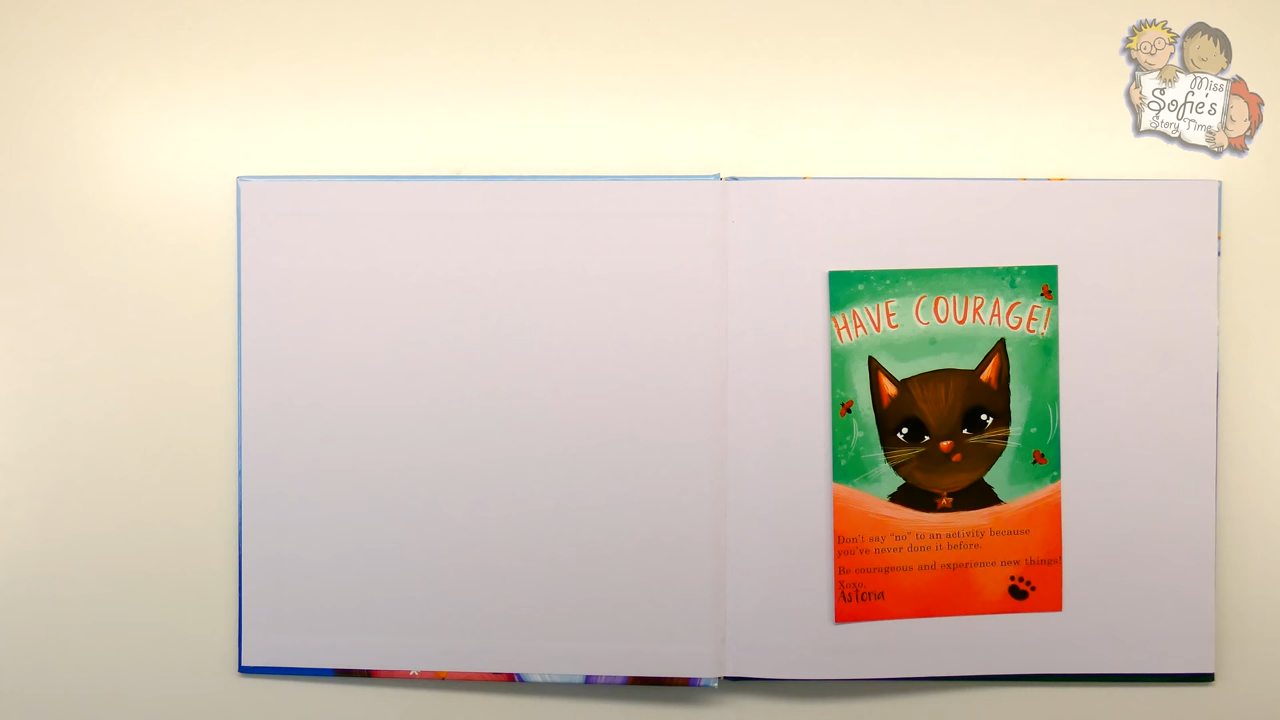 Miss
Sofie's
Story Time
HAVE COURAGE!
Don't say "no" to an activity because
you've never done it before.
Be courageous and experience new things!
Xoxo,
Astoria